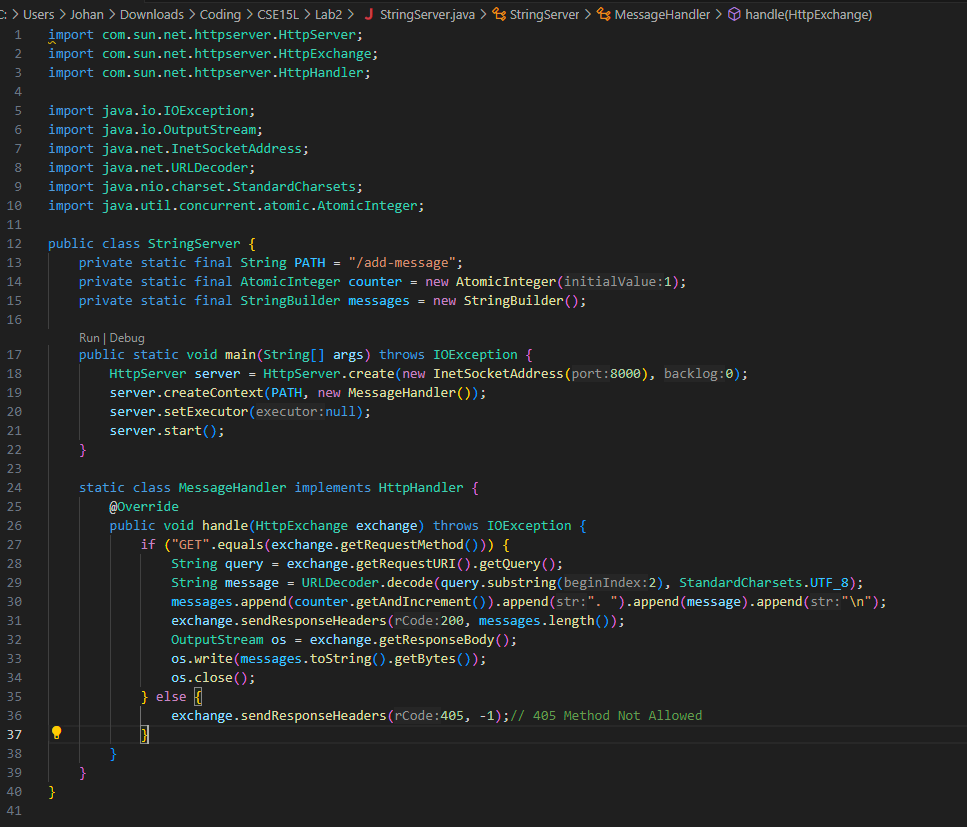 C: > Users > Johan > Downloads > Coding > CSE15L > Lab2 > J StringServer.java > StringServer > MessageHandler > handle(HttpExchange)
1 import com.sun.net.httpserver.HttpServer;
2 import com.sun.net.httpserver.HttpExchange;
3 import com.sun.net.httpserver.HttpHandler;
4
5 import java.io.IOException;
6 import java.io.OutputStream;
7 import java.net.InetSocketAddress;
8 import java.net.URLDecoder;
9 import java.nio.charset.StandardCharsets;
10 import java.util.concurrent.atomic.AtomicInteger;
11
12 public class StringServer {
13     private static final String PATH = "/add-message";
14     private static final AtomicInteger counter = new AtomicInteger(initialValue:1);
15     private static final StringBuilder messages = new StringBuilder();
16
Run | Debug
17     public static void main(String[] args) throws IOException {
18         HttpServer server = HttpServer.create(new InetSocketAddress(port:8000), backlog:0);
19         server.createContext(PATH, new MessageHandler());
20         server.setExecutor(executor:null);
21         server.start();
22     }
23
24     static class MessageHandler implements HttpHandler {
25         @Override
26         public void handle(HttpExchange exchange) throws IOException {
27             if ("GET".equals(exchange.getRequestMethod())) {
28                 String query = exchange.getRequestURI().getQuery();
29                 String message = URLDecoder.decode(query.substring(beginIndex:2), StandardCharsets.UTF_8);
30                 messages.append(counter.getAndIncrement()).append(str:". ").append(message).append(str:"\n");
31                 exchange.sendResponseHeaders(rCode:200, messages.length());
32                 OutputStream os = exchange.getResponseBody();
33                 os.write(messages.toString().getBytes());
34                 os.close();
35             } else {
36                 exchange.sendResponseHeaders(rCode:405, -1);// 405 Method Not Allowed
37             }
38         }
39     }
40 }
41